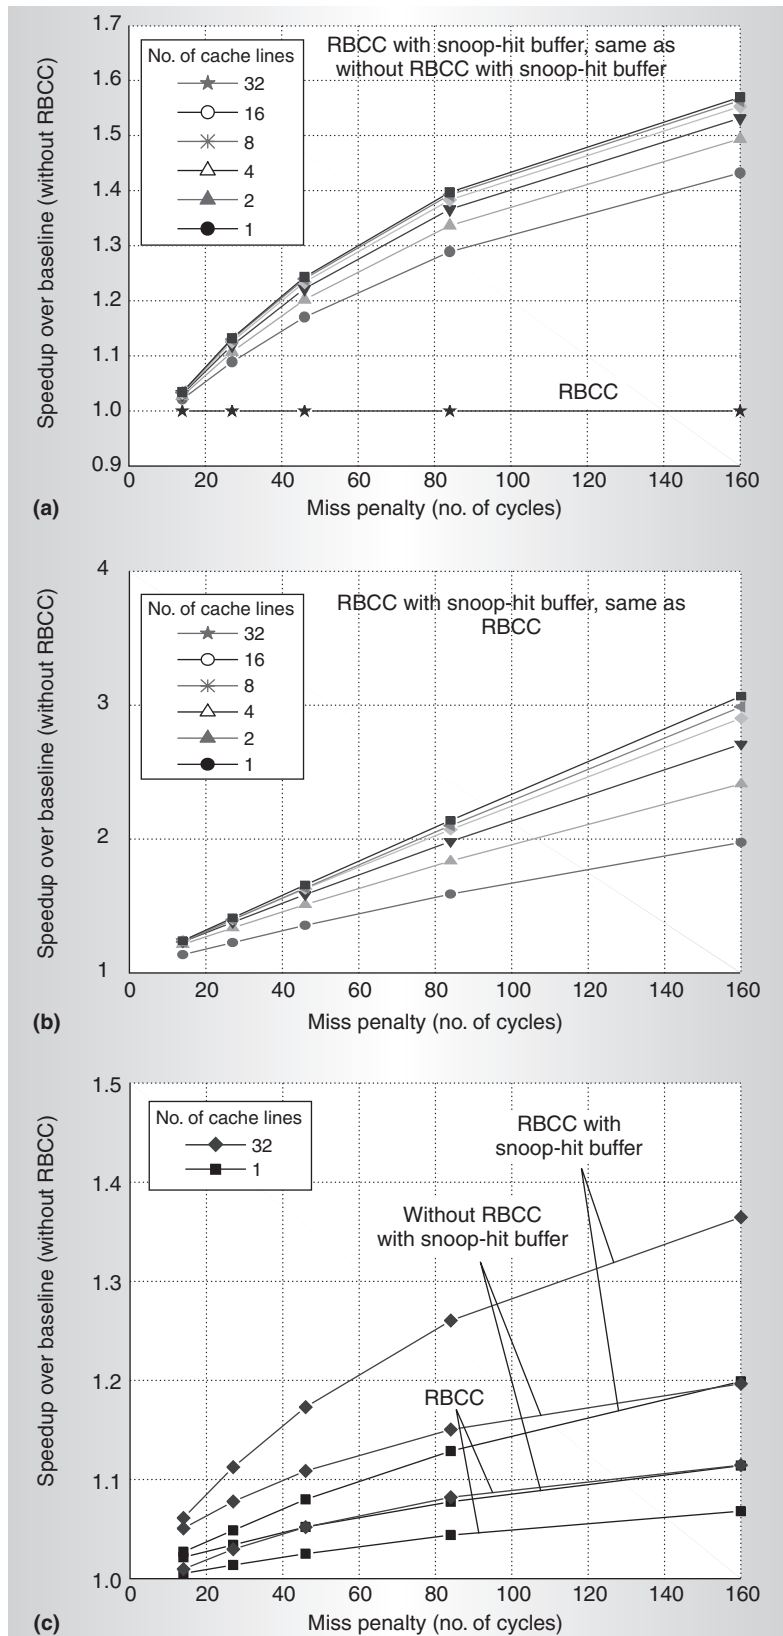 1.7
1.6
1.5
1.4
1.3
1.2
1.1
1.0
0.9
Speedup over baseline (without RBCC)
No. of cache lines
32
16
8
4
2
1
RBCC with snoop-hit buffer, same as
without RBCC with snoop-hit buffer
RBCC
0 20 40 60 80 100 120 140 160
(a)
Miss penalty (no. of cycles)
4
3
2
1
Speedup over baseline (without RBCC)
No. of cache lines
32
16
8
4
2
1
RBCC with snoop-hit buffer, same as
RBCC
0 20 40 60 80 100 120 140 160
(b)
Miss penalty (no. of cycles)
1.5
1.4
1.3
1.2
1.1
1.0
Speedup over baseline (without RBCC)
No. of cache lines
32
1
RBCC with
snoop-hit buffer
Without RBCC
with snoop-hit buffer
RBCC
0 20 40 60 80 100 120 140 160
(c)
Miss penalty (no. of cycles)